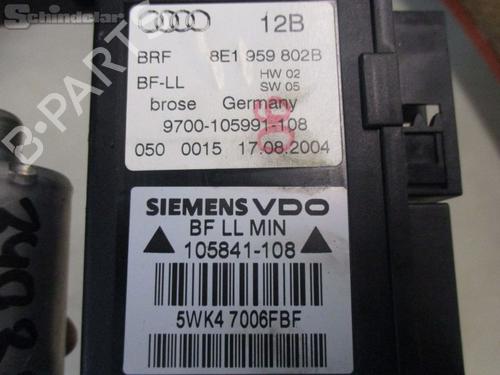 Schindelar
12B
BRF 8E1 959 802B
BF-LL HW 02
SW 05
brose Germany
9700-105991-108
050 0015 17.08.2004
SIEMENS VDO
BF LL MIN
105841-108
5WK4 7006FBF